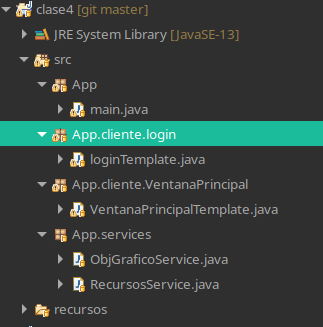 clase4 [git master]
JRE System Library [JavaSE-13]
src
App
main.java
App.cliente.login
loginTemplate.java
App.cliente.VentanaPrincipal
VentanaPrincipalTemplate.java
App.services
ObjGraficoService.java
RecursosService.java
recursos